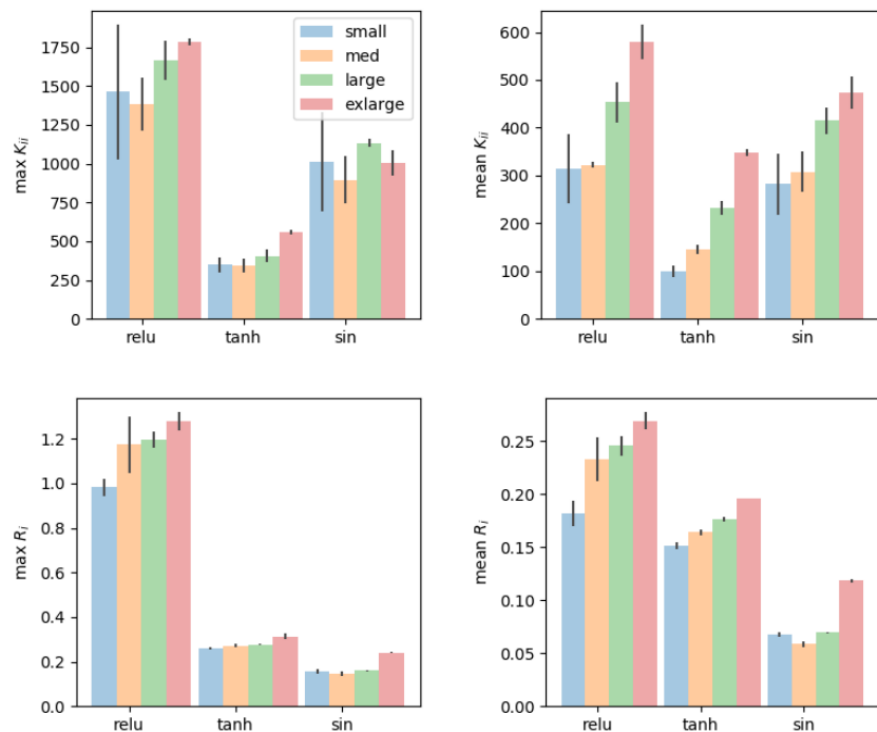 1750
1500
1250
1000
750
500
250
0
max K_ii
relu tanh sin
small
med
large
exlarge
600
500
400
300
200
100
0
mean K_ii
relu tanh sin
1.2
1.0
0.8
0.6
0.4
0.2
0.0
max R_i
relu tanh sin
0.25
0.20
0.15
0.10
0.05
0.00
mean R_i
relu tanh sin